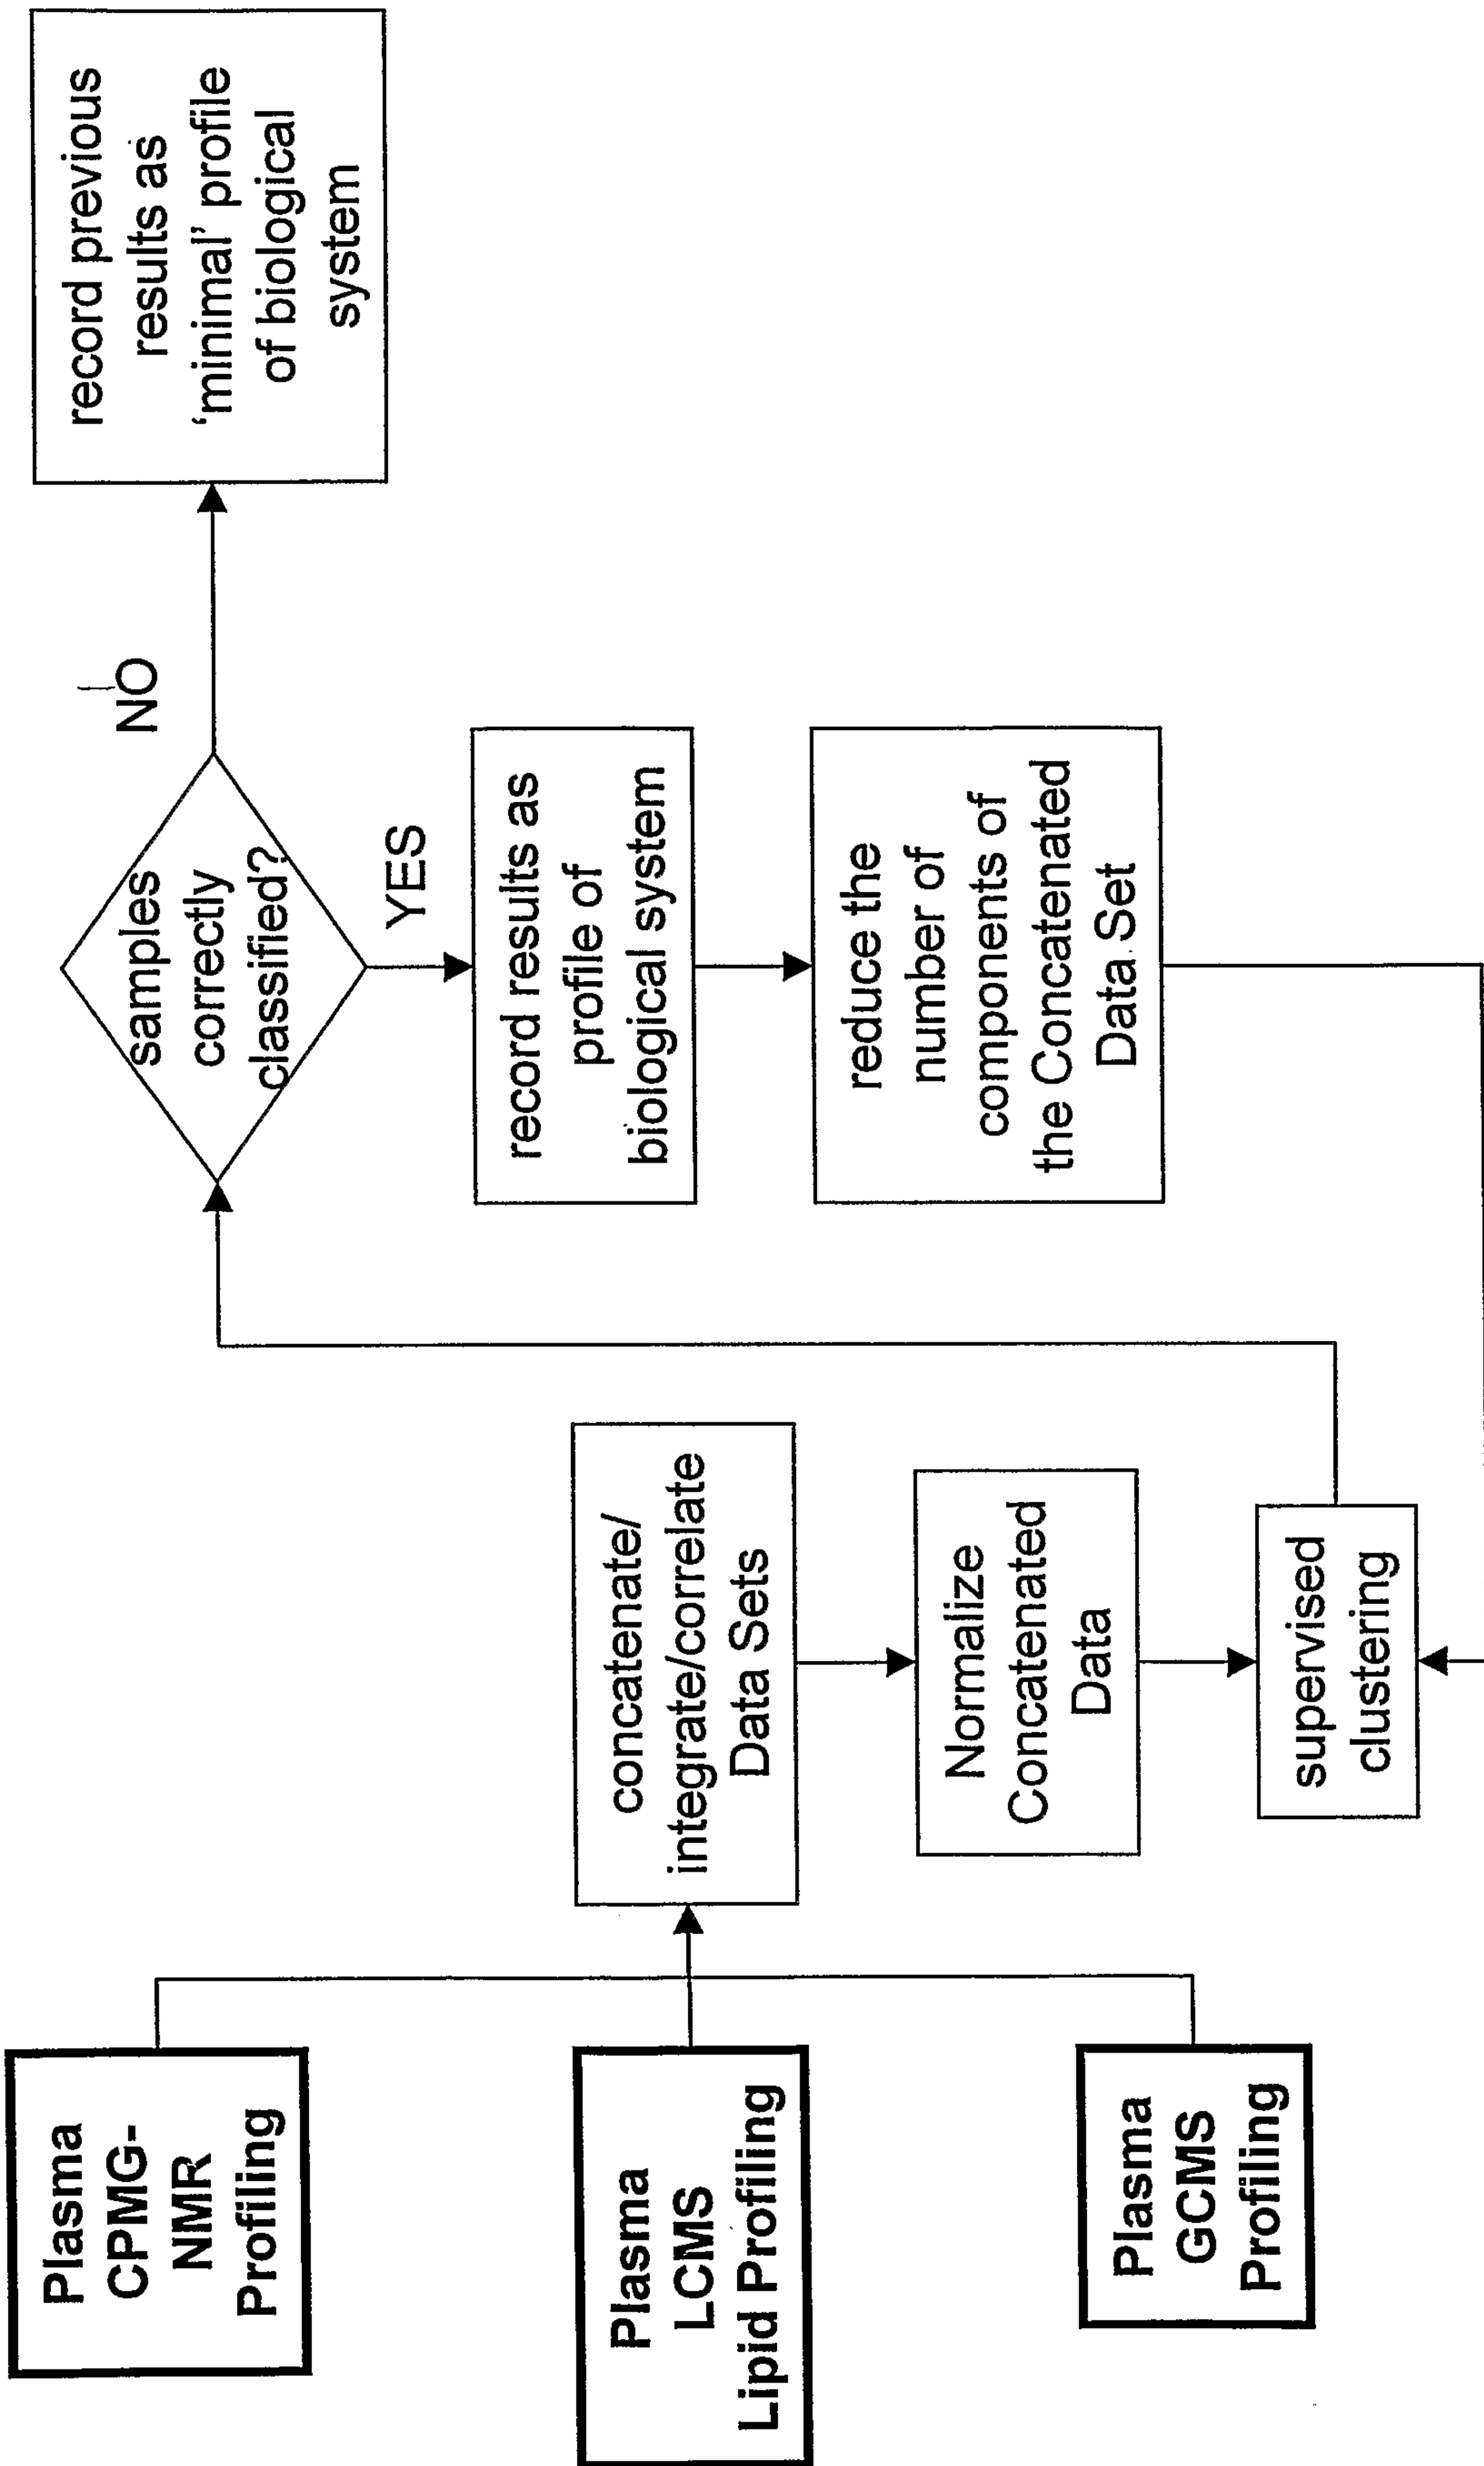 Plasma
CPMG-
NMR
Profiling
Plasma
LCMS
Lipid Profiling
Plasma
GCMS
Profiling
concatenate/
integrate/correlate
Data Sets
Normalize
Concatenated
Data
supervised
clustering
samples
correctly
classified?
NO
YES
record results as
profile of
biological system
reduce the
number of
components of
the Concatenated
Data Set
record previous
results as
‘minimal’ profile
of biological
system